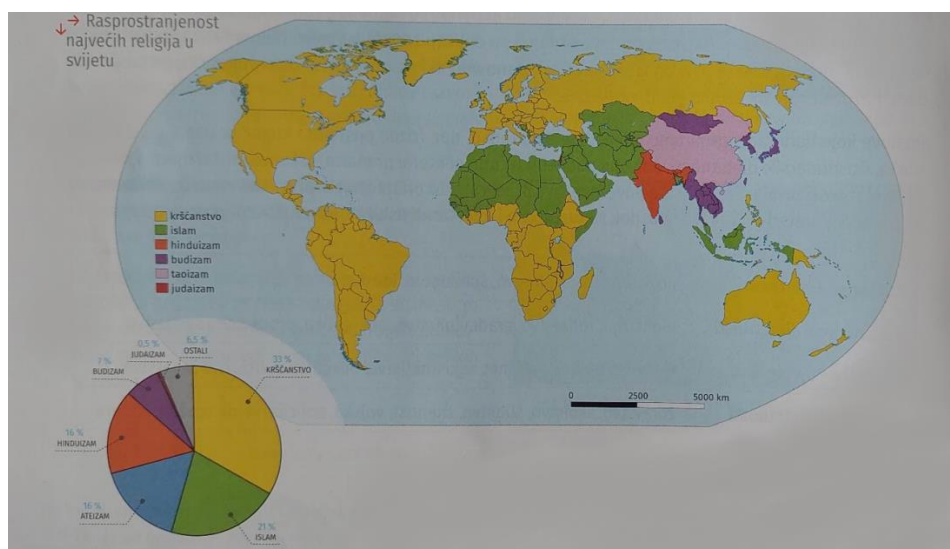 Rasprostranjenost
najvećih religija u
svijetu
kršćanstvo
islam
hinduizam
budizam
taoizam
judaizam
0
2500
5000 km
33 %
KRŠĆANSTVO
21 %
ISLAM
16 %
ATEIZAM
16 %
HINDUIZAM
7 %
BUDIZAM
0,5 %
JUDAIZAM
6,5 %
OSTALI